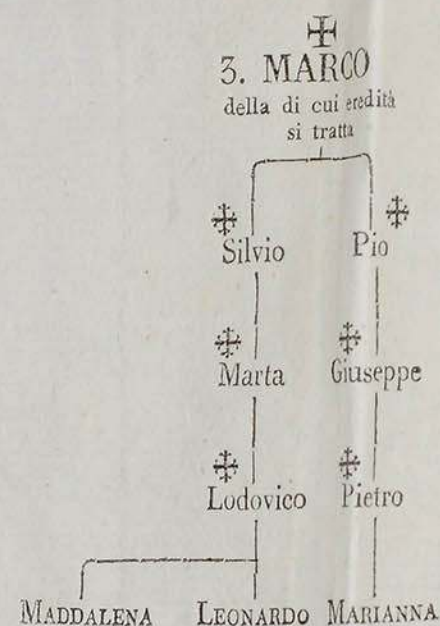 3. MARCO
della di cui eredità
si tratta
Silvio Pio
Marta Giuseppe
Lodovico Pietro
MADDALENA LEONARDO MARIANNA